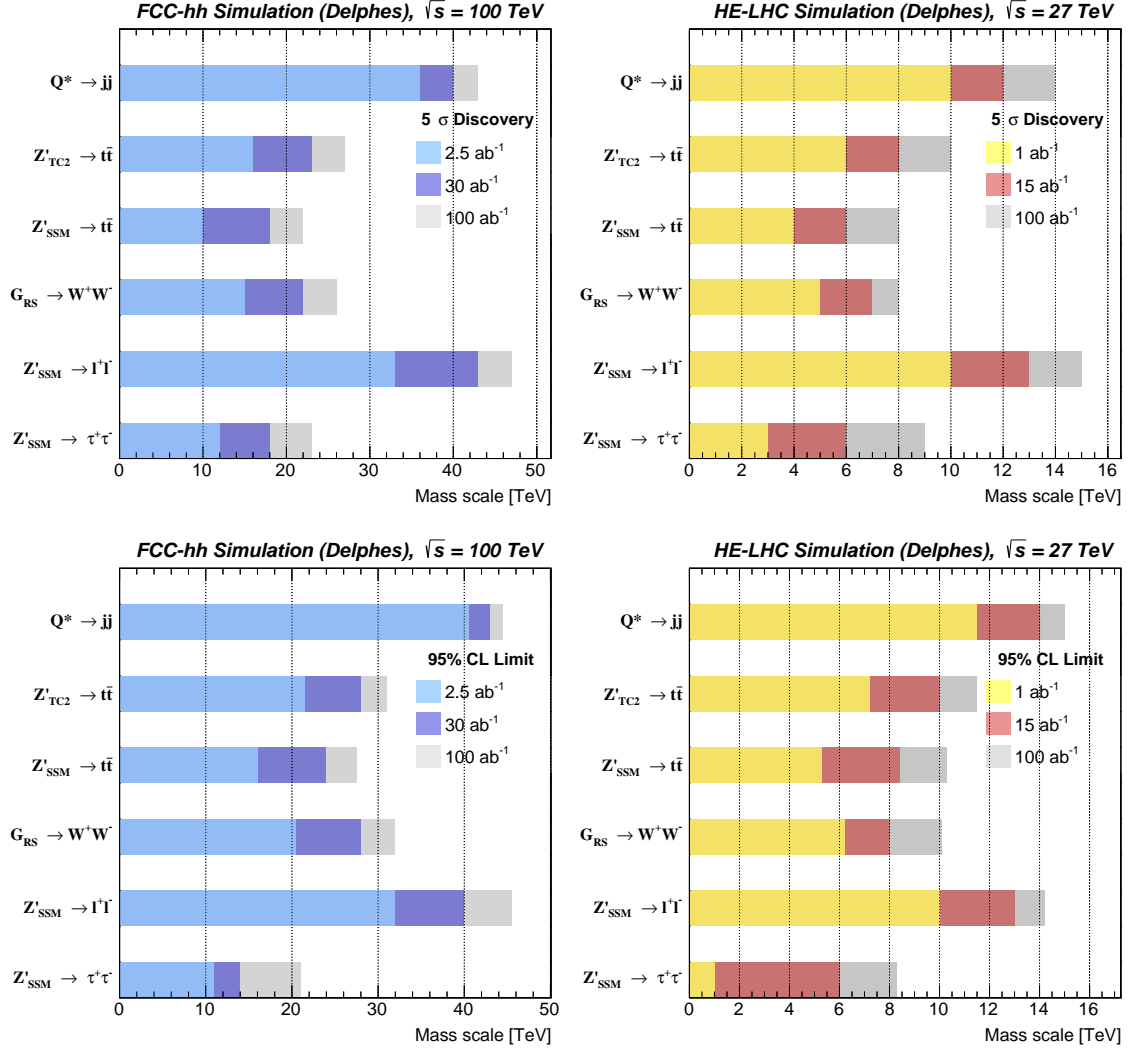 FCC-hh Simulation (Delphes), √s = 100 TeV
Q* → jj
Z'TC2 → tt̄
Z'SSM → tt̄
GRS → W⁺W⁻
Z'SSM → l⁺l⁻
Z'SSM → τ⁺τ⁻
5 σ Discovery
2.5 ab⁻¹
30 ab⁻¹
100 ab⁻¹
0 10 20 30 40 50
Mass scale [TeV]
HE-LHC Simulation (Delphes), √s = 27 TeV
Q* → jj
Z'TC2 → tt̄
Z'SSM → tt̄
GRS → W⁺W⁻
Z'SSM → l⁺l⁻
Z'SSM → τ⁺τ⁻
5 σ Discovery
1 ab⁻¹
15 ab⁻¹
100 ab⁻¹
0 2 4 6 8 10 12 14 16
Mass scale [TeV]
FCC-hh Simulation (Delphes), √s = 100 TeV
Q* → jj
Z'TC2 → tt̄
Z'SSM → tt̄
GRS → W⁺W⁻
Z'SSM → l⁺l⁻
Z'SSM → τ⁺τ⁻
95% CL Limit
2.5 ab⁻¹
30 ab⁻¹
100 ab⁻¹
0 10 20 30 40 50
Mass scale [TeV]
HE-LHC Simulation (Delphes), √s = 27 TeV
Q* → jj
Z'TC2 → tt̄
Z'SSM → tt̄
GRS → W⁺W⁻
Z'SSM → l⁺l⁻
Z'SSM → τ⁺τ⁻
95% CL Limit
1 ab⁻¹
15 ab⁻¹
100 ab⁻¹
0 2 4 6 8 10 12 14 16
Mass scale [TeV]